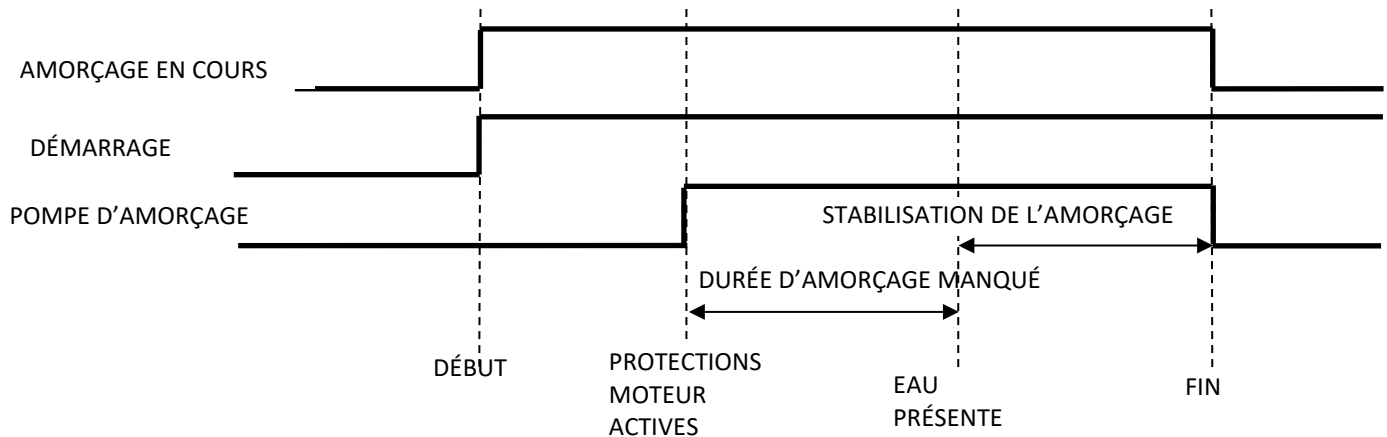 AMORÇAGE EN COURS
DÉMARRAGE
POMPE D’AMORÇAGE
STABILISATION DE L’AMORÇAGE
DURÉE D’AMORÇAGE MANQUÉ
DÉBUT
PROTECTIONS
MOTEUR
ACTIVES
EAU
PRÉSENTE
FIN